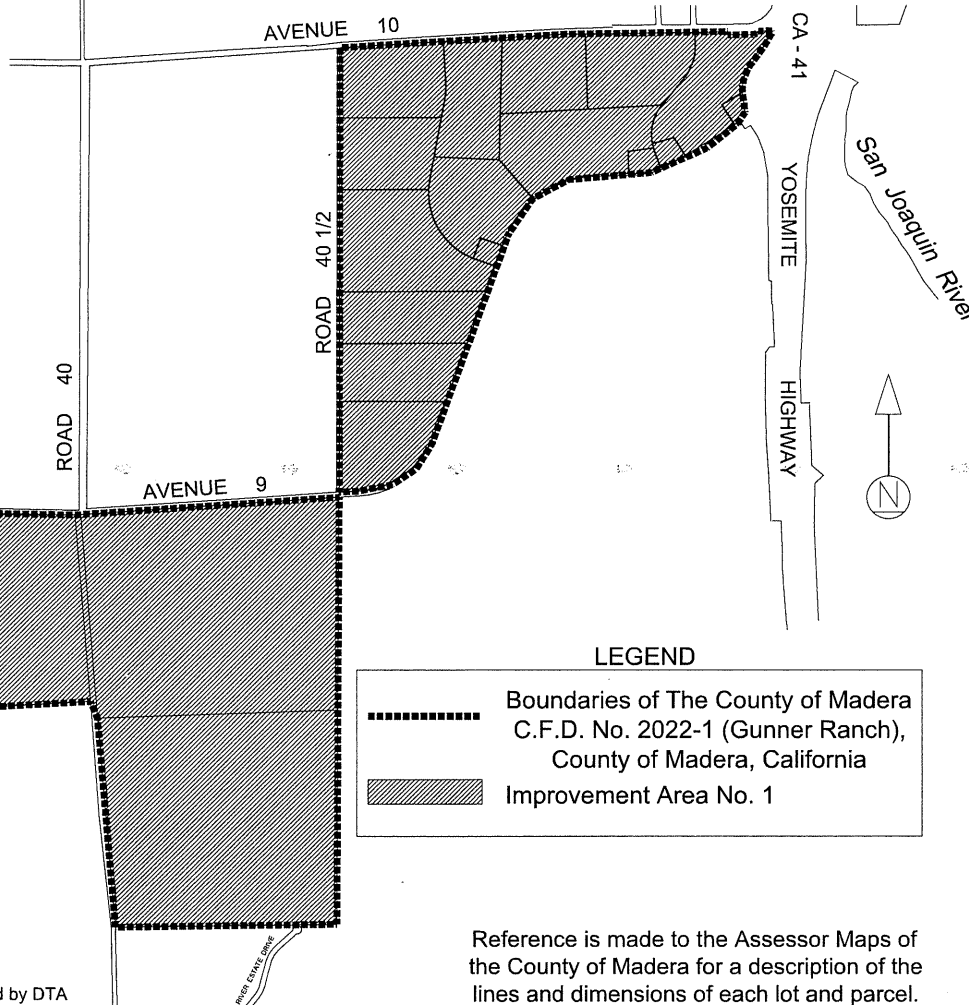 AVENUE 10
CA - 41
San Joaquin River
YOSEMITE
HIGHWAY
ROAD 40 1/2
ROAD 40
AVENUE 9
N
LEGEND
Boundaries of The County of Madera
C.F.D. No. 2022-1 (Gunner Ranch),
County of Madera, California
Improvement Area No. 1
RIVER ESTATE DRIVE
Reference is made to the Assessor Maps of
the County of Madera for a description of the
lines and dimensions of each lot and parcel.
by DTA